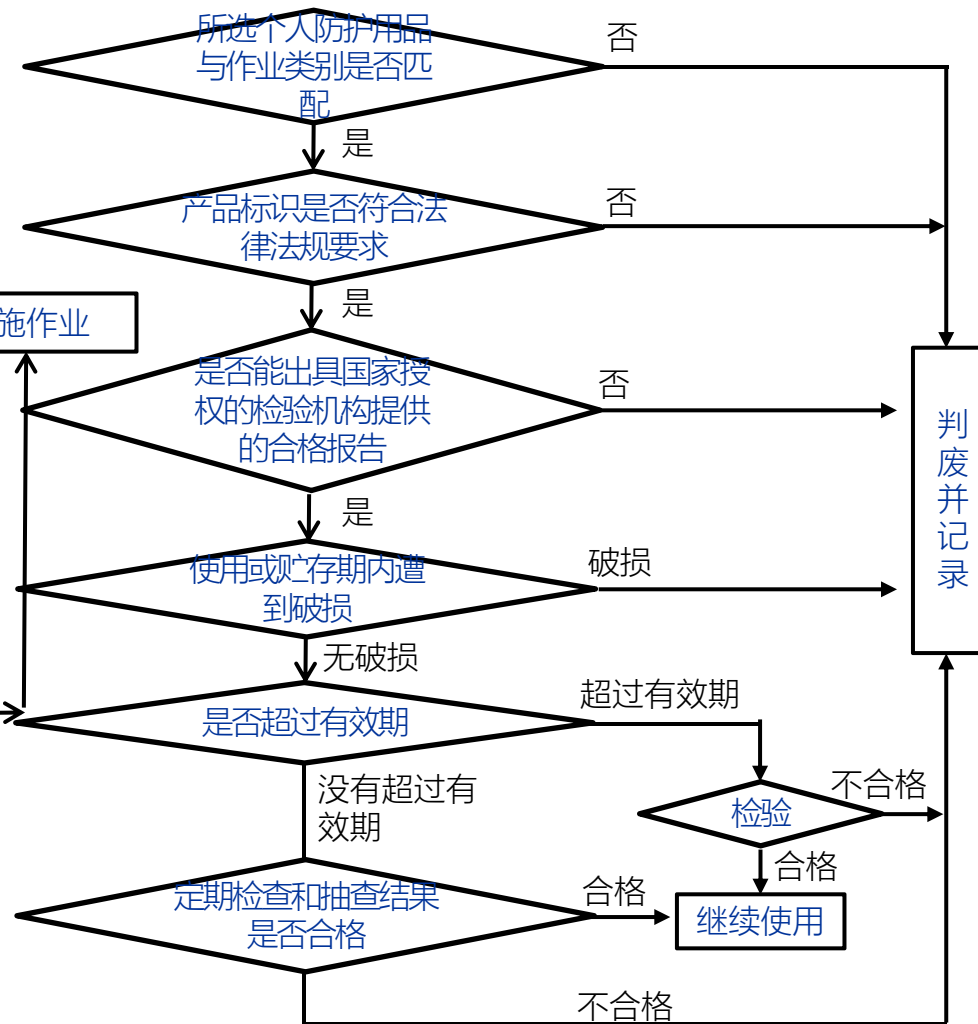 所选个人防护用品
与作业类别是否匹
配
否
是
产品标识是否符合法
律法规要求
否
是
施作业
是否能出具国家授
权的检验机构提供
的合格报告
否
是
使用或贮存期内遭
到破损
破损
无破损
是否超过有效期
超过有效期
没有超过有
效期
检验
不合格
合格
定期检查和抽查结果
是否合格
合格
继续使用
不合格
判
废
并
记
录